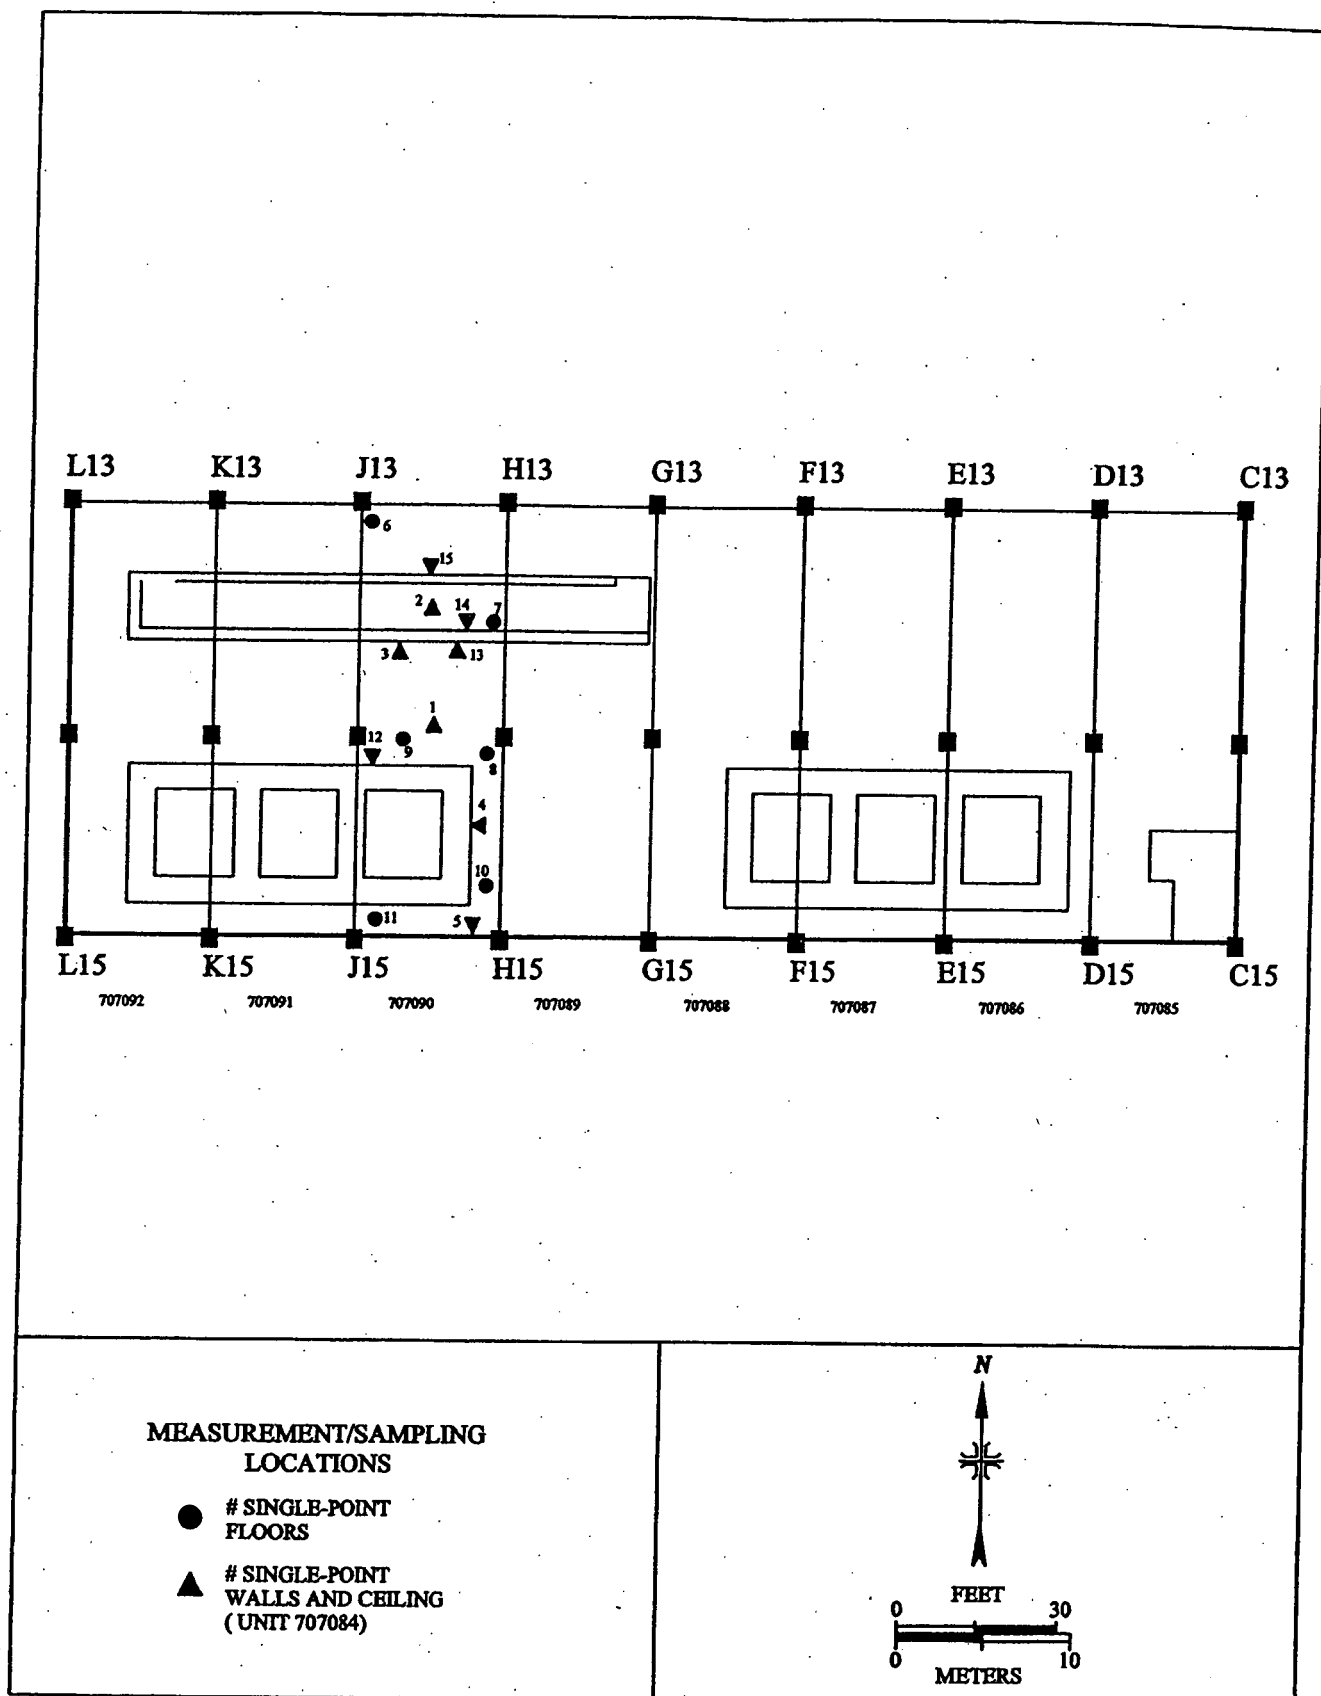 L13 K13 J13 H13 G13 F13 E13 D13 C13
6
15
2 14 7
3 13
1
12 9
8
4
10
11 5
L15 K15 J15 H15 G15 F15 E15 D15 C15
707092 707091 707090 707089 707088 707087 707086 707085
MEASUREMENT/SAMPLING
LOCATIONS
# SINGLE-POINT
FLOORS
# SINGLE-POINT
WALLS AND CEILING
( UNIT 707084)
N
FEET
0 30
0 10
METERS